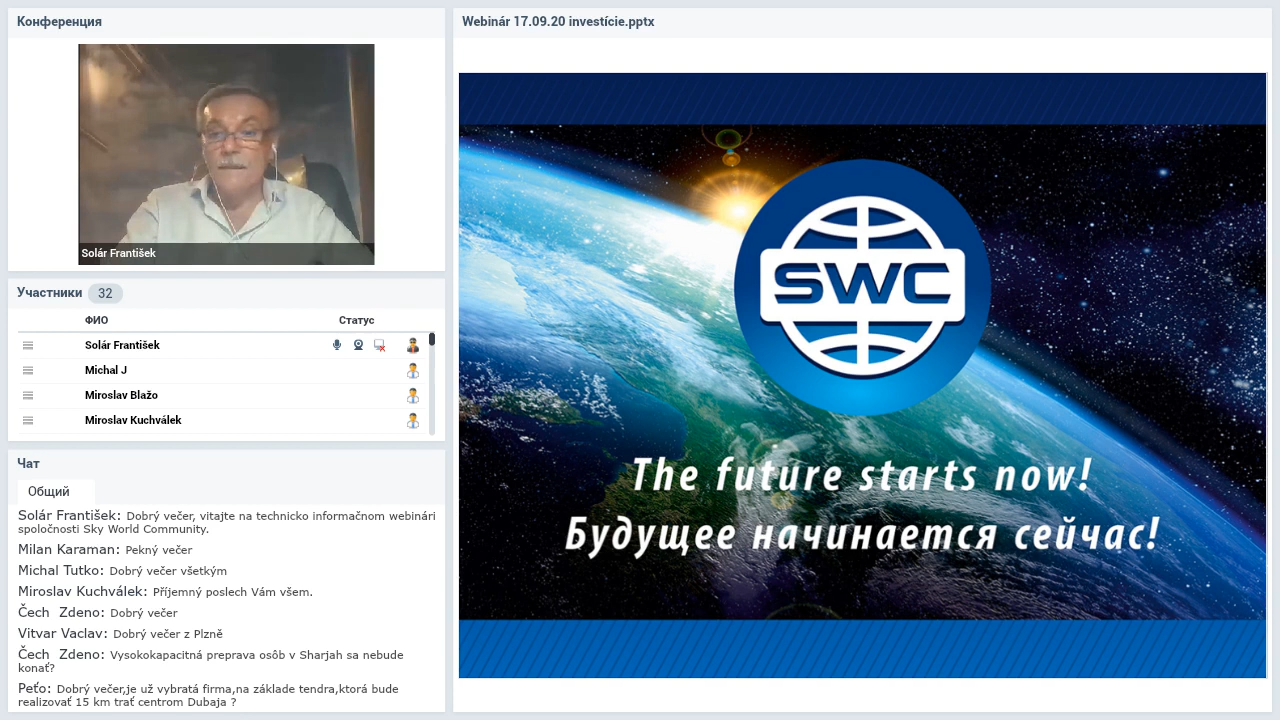 Конференция
Solár František
Участники 32
ФИО Статус
Solár František
Michal J
Miroslav Blažo
Miroslav Kuchválek
Чат
Общий
Solár František: Dobrý večer, vitajte na technicko informačnom webinári
spoločnosti Sky World Community.
Milan Karaman: Pekný večer
Michal Tutko: Dobrý večer všetkým
Miroslav Kuchválek: Příjemný poslech Vám všem.
Čech Zdeno: Dobrý večer
Vitvar Vaclav: Dobrý večer z Plzně
Čech Zdeno: Vysokokapacitná preprava osôb v Sharjah sa nebude
konať?
Peťo: Dobrý večer,je už vybratá firma,na základe tendra,ktorá bude
realizovať 15 km trať centrom Dubaja ?
Webinár 17.09.20 investície.pptx
SWC
The future starts now!
Будущее начинается сейчас!